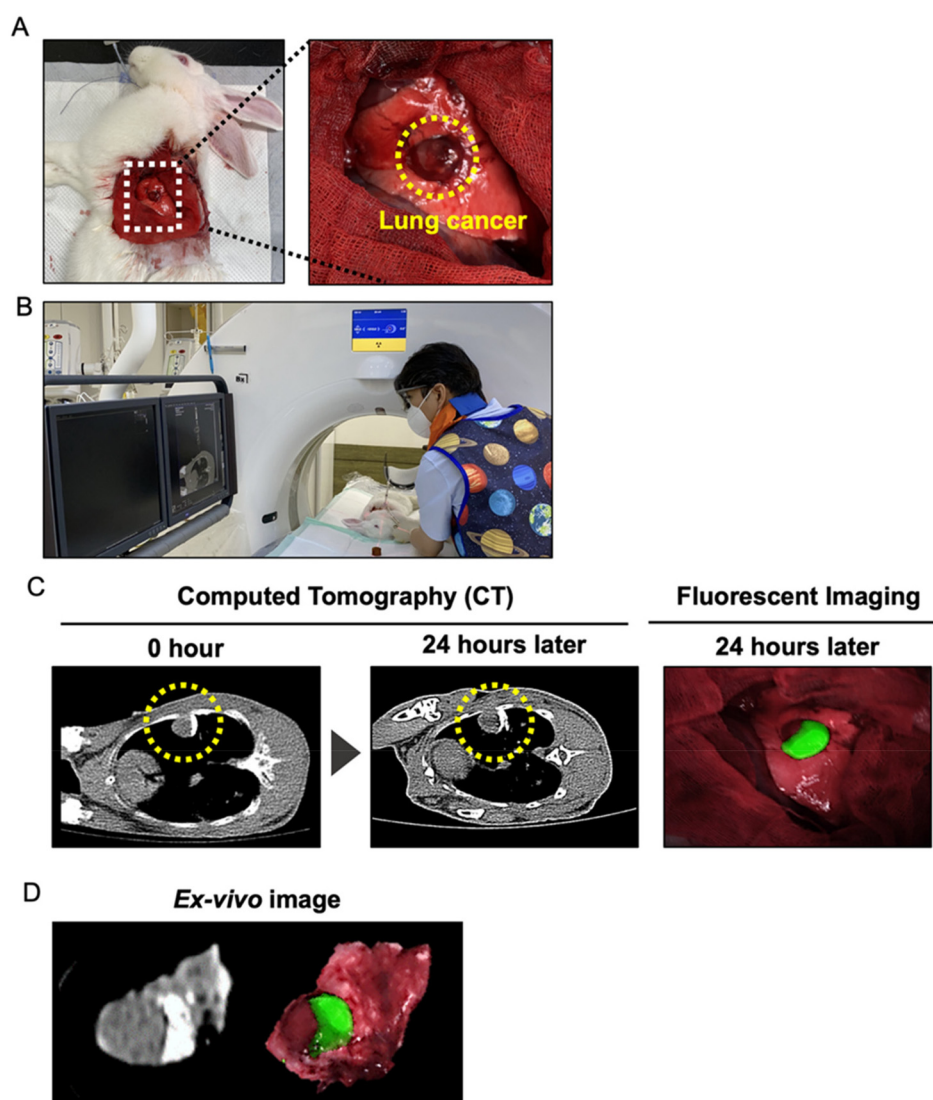 A
Lung cancer
B
C
Computed Tomography (CT)
Fluorescent Imaging
0 hour
24 hours later
24 hours later
D
Ex-vivo image